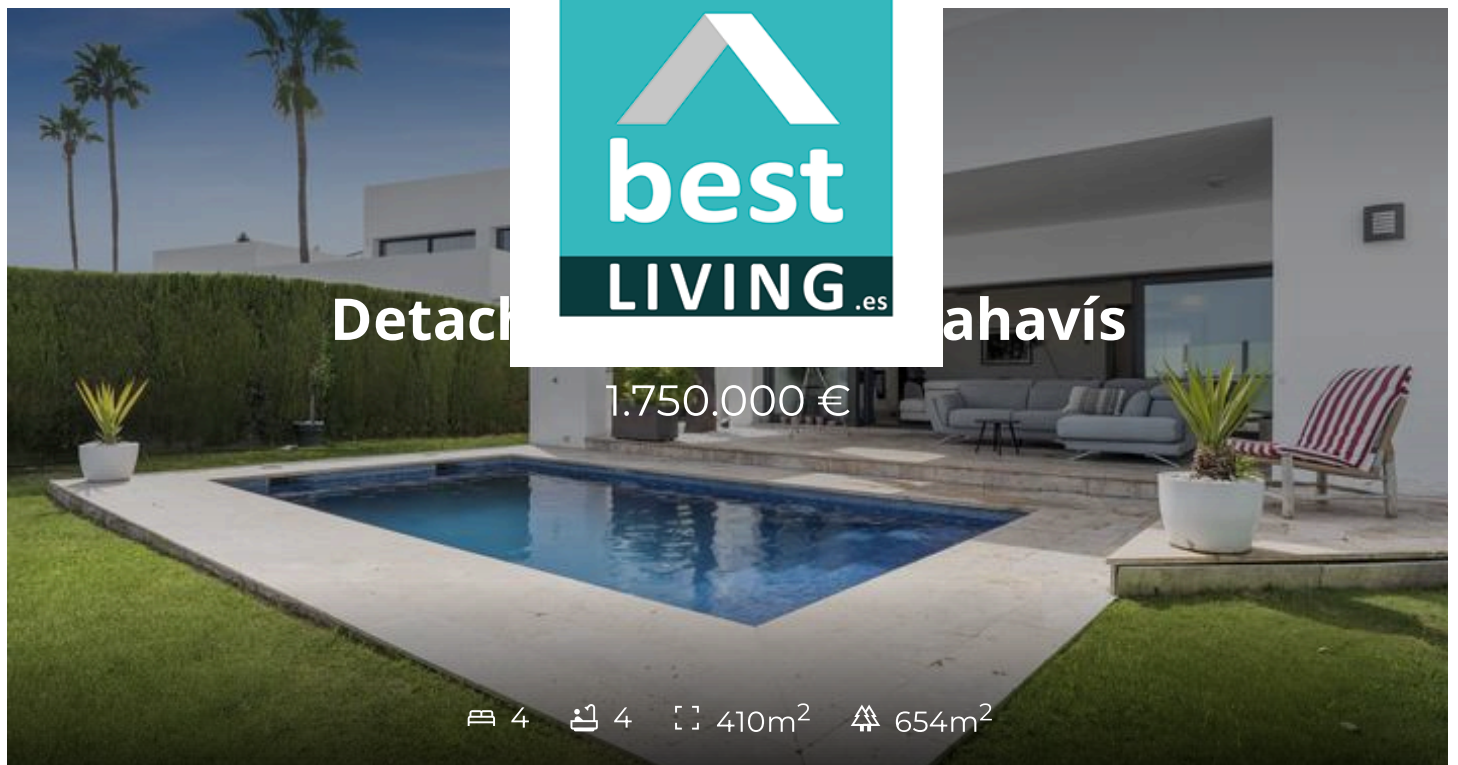 best
LIVING.es
Detach ahavís
1.750.000 €
4 4 410m² 654m²